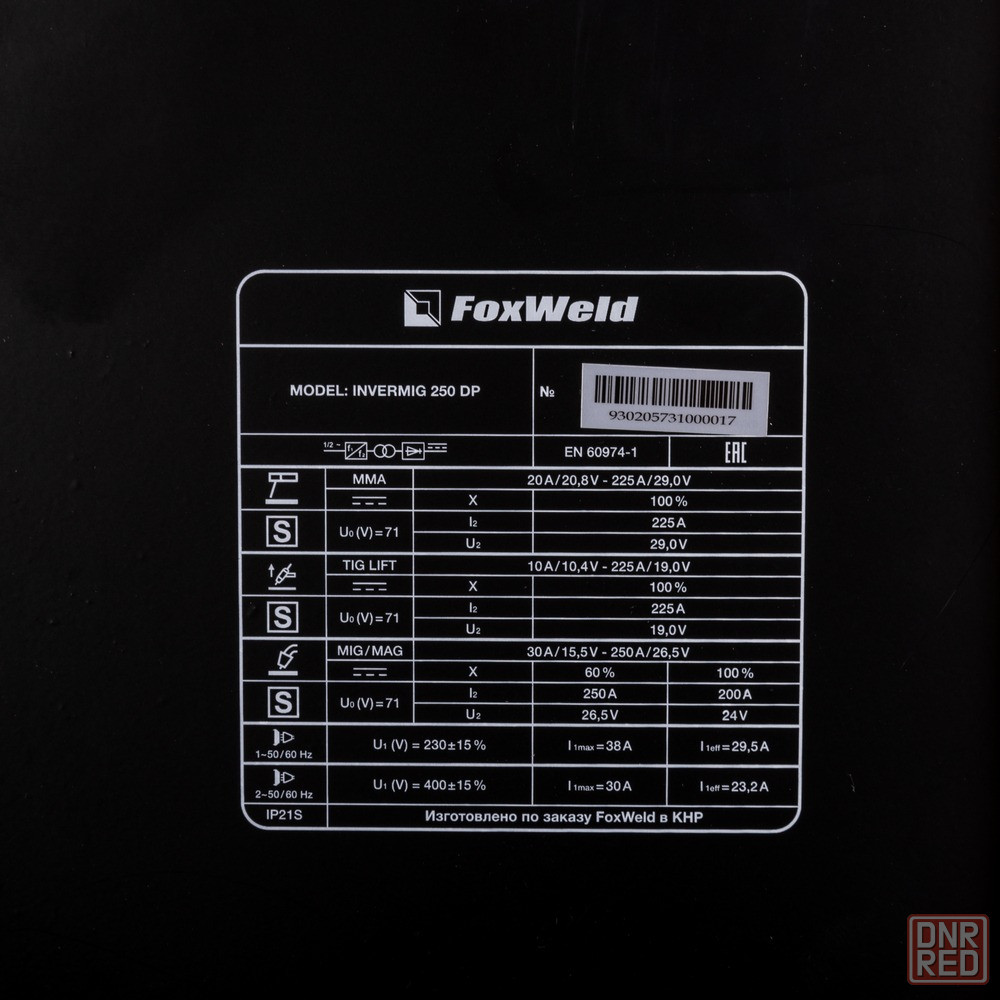 FoxWeld
MODEL: INVERMIG 250 DP
№
930205731000017
1/2 ~ f₁ f₂
EN 60974-1
EAC
MMA 20A/20,8V - 225A/29,0V
X 100%
S U₀(V)=71 I₂ 225A
U₂ 29,0V
TIG LIFT 10A/10,4V - 225A/19,0V
X 100%
S U₀(V)=71 I₂ 225A
U₂ 19,0V
MIG/MAG 30A/15,5V - 250A/26,5V
X 60% 100%
S U₀(V)=71 I₂ 250A 200A
U₂ 26,5V 24V
1~50/60 Hz U₁ (V) = 230±15% I₁max=38A I₁eff=29,5A
2~50/60 Hz U₁ (V) = 400±15% I₁max=30A I₁eff=23,2A
IP21S Изготовлено по заказу FoxWeld в КНР
DNR
RED